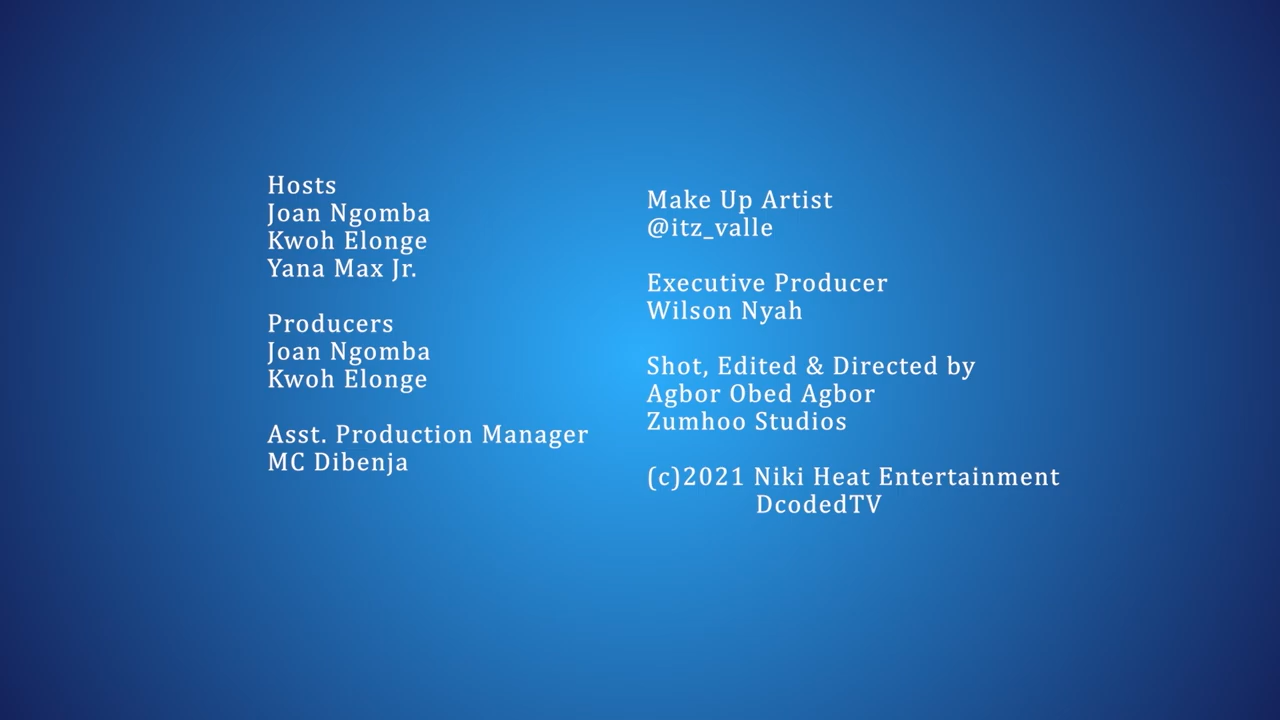 Hosts
Joan Ngomba
Kwoh Elonge
Yana Max Jr.
Producers
Joan Ngomba
Kwoh Elonge
Asst. Production Manager
MC Dibenja
Make Up Artist
@itz_valle
Executive Producer
Wilson Nyah
Shot, Edited & Directed by
Agbor Obed Agbor
Zumhoo Studios
(c)2021 Niki Heat Entertainment
DcodedTV